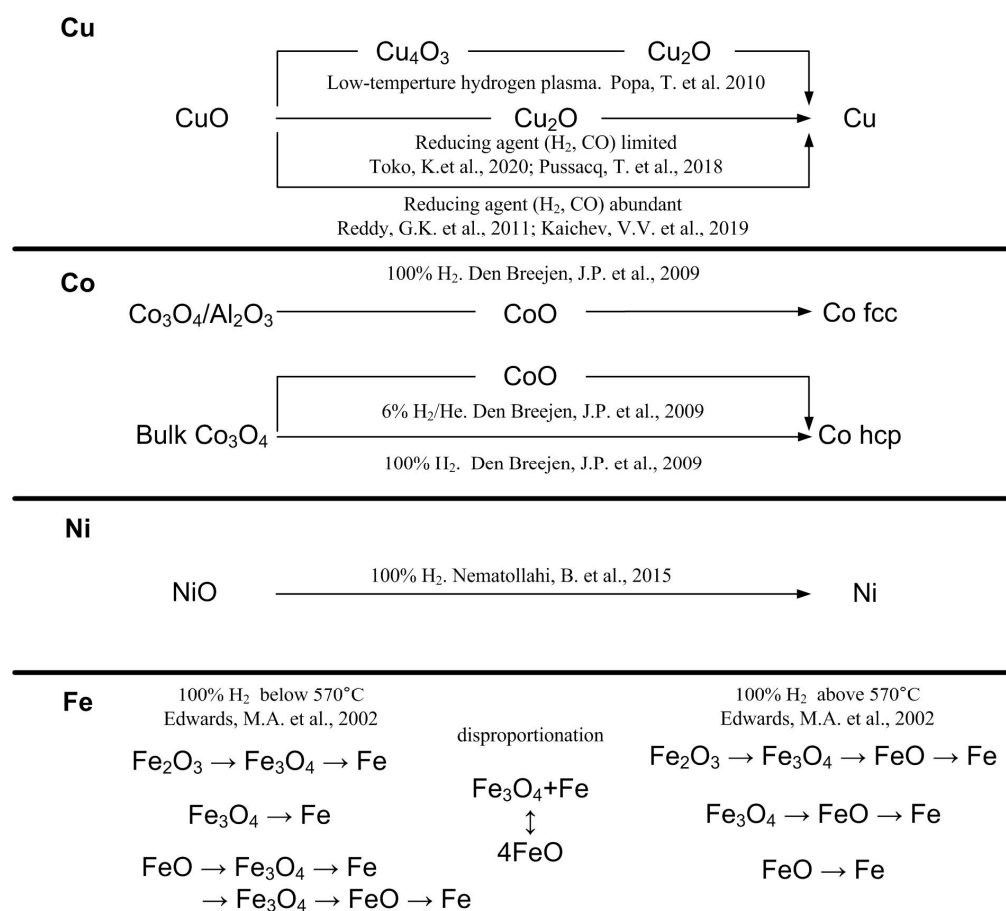 Cu
Cu₄O₃ Cu₂O
Low-temperture hydrogen plasma. Popa, T. et al. 2010
CuO Cu₂O Cu
Reducing agent (H₂, CO) limited
Toko, K.et al., 2020; Pussacq, T. et al., 2018
Reducing agent (H₂, CO) abundant
Reddy, G.K. et al., 2011; Kaichev, V.V. et al., 2019
Co
100% H₂. Den Breejen, J.P. et al., 2009
Co₃O₄/Al₂O₃ CoO Co fcc
CoO
6% H₂/He. Den Breejen, J.P. et al., 2009
Bulk Co₃O₄ Co hcp
100% H₂. Den Breejen, J.P. et al., 2009
Ni
100% H₂. Nematollahi, B. et al., 2015
NiO Ni
Fe
100% H₂ below 570°C
Edwards, M.A. et al., 2002
Fe₂O₃ → Fe₃O₄ → Fe
Fe₃O₄ → Fe
FeO → Fe₃O₄ → Fe
→ Fe₃O₄ → FeO → Fe
disproportionation
Fe₃O₄+Fe
↕
4FeO
100% H₂ above 570°C
Edwards, M.A. et al., 2002
Fe₂O₃ → Fe₃O₄ → FeO → Fe
Fe₃O₄ → FeO → Fe
FeO → Fe